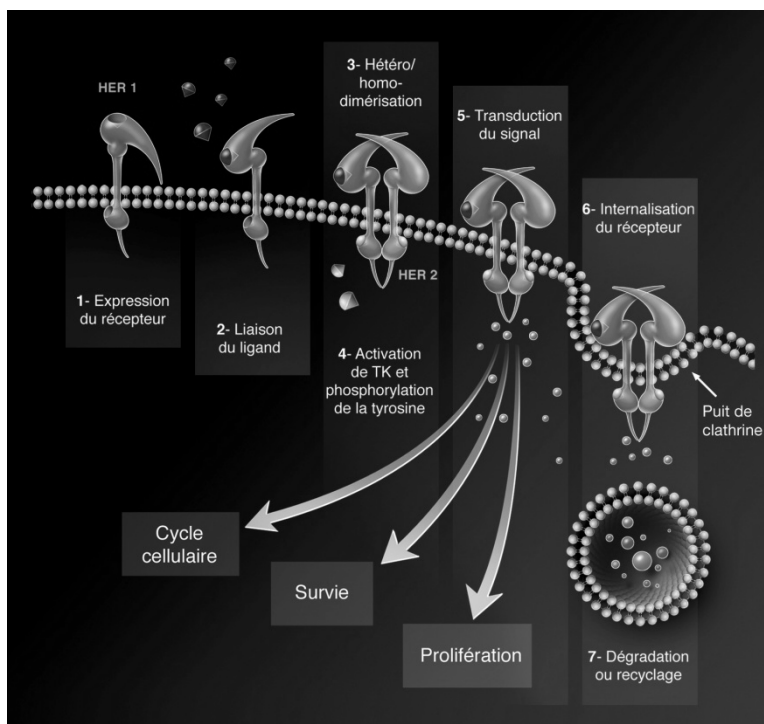 HER 1
1- Expression
du récepteur
2- Liaison
du ligand
3- Hétéro/
homo-
dimérisation
HER 2
4- Activation
de TK et
phosphorylation
de la tyrosine
5- Transduction
du signal
6- Internalisation
du récepteur
Puit de
clathrine
Cycle
cellulaire
Survie
Prolifération
7- Dégradation
ou recyclage